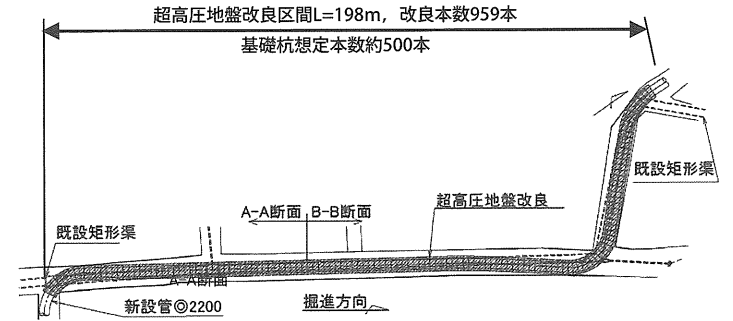 超高圧地盤改良区間L=198m，改良本数959本
基礎杭想定本数約500本
既設矩形渠
A-A断面
B-B断面
超高圧地盤改良
既設矩形渠
A-A断面
新設管◎2200
掘進方向